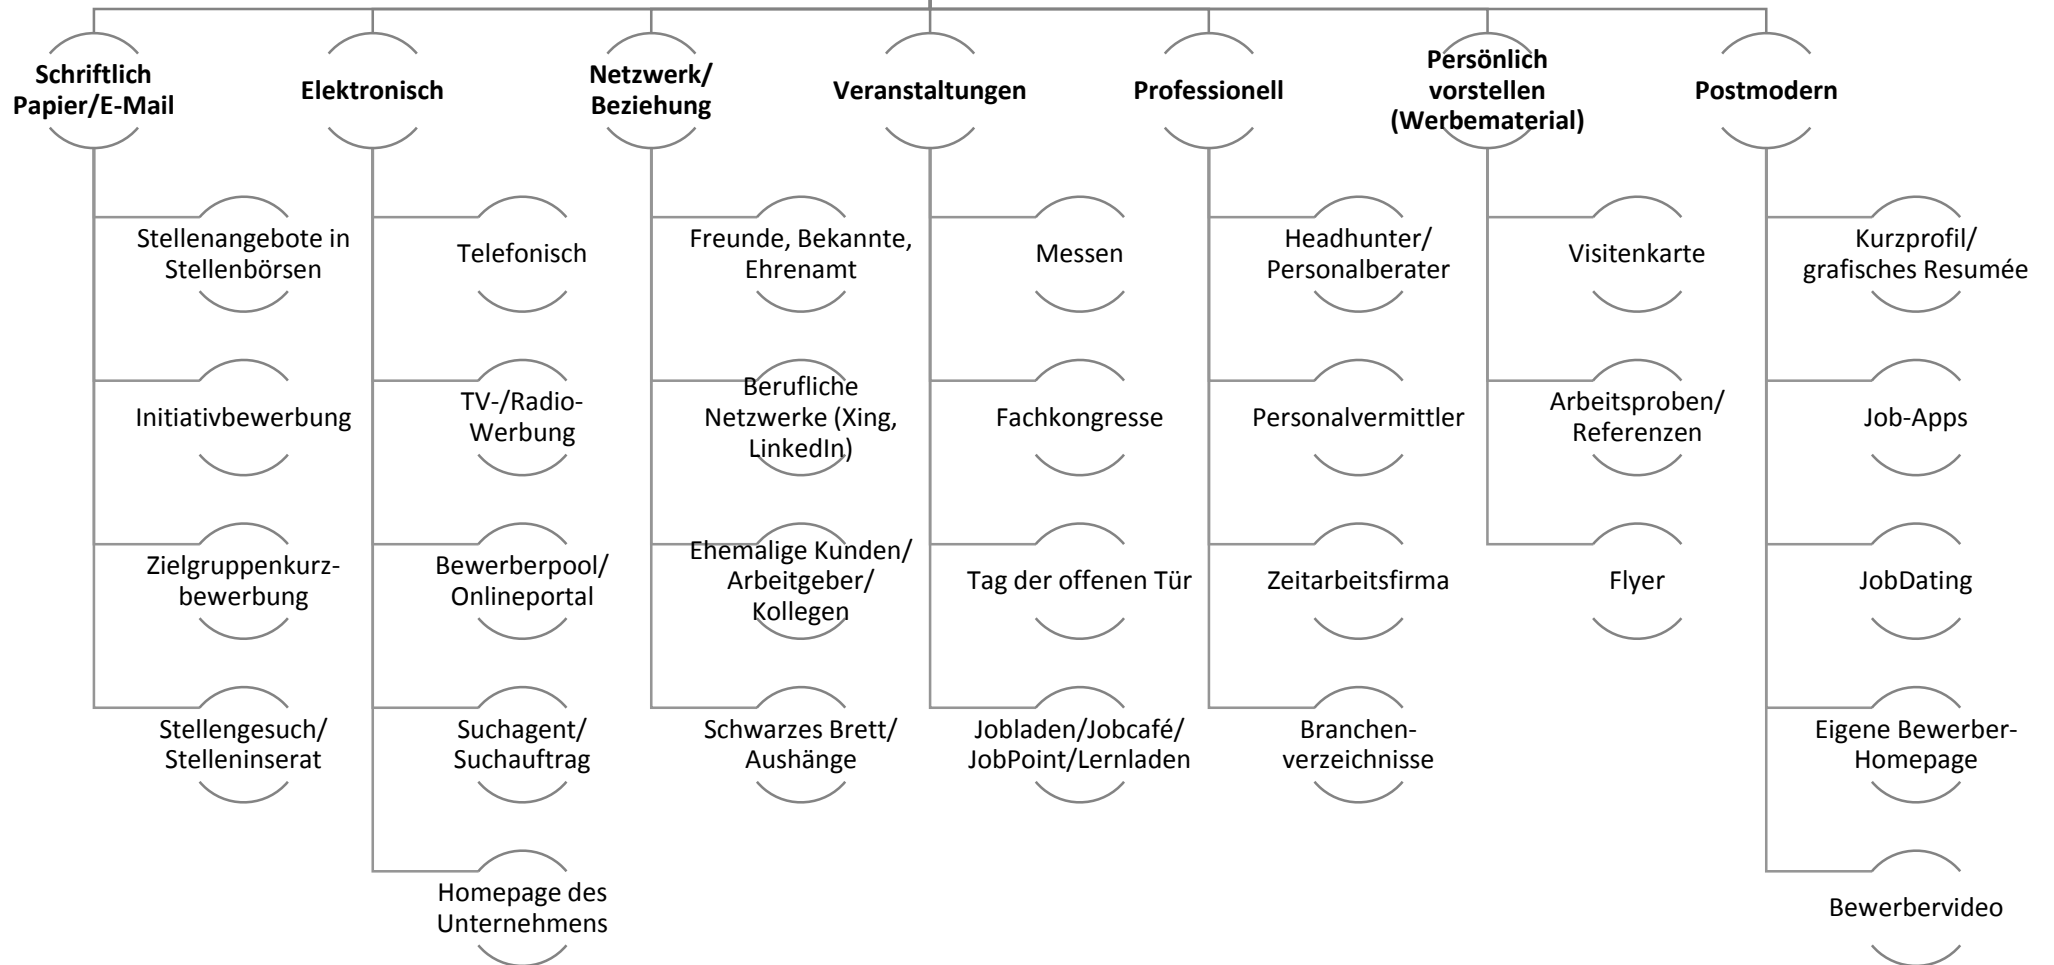 Schriftlich
Papier/E-Mail
Stellenangebote in
Stellenbörsen
Initiativbewerbung
Zielgruppenkurz-
bewerbung
Stellengesuch/
Stelleninserat
Elektronisch
Telefonisch
TV-/Radio-
Werbung
Bewerberpool/
Onlineportal
Suchagent/
Suchauftrag
Homepage des
Unternehmens
Netzwerk/
Beziehung
Freunde, Bekannte,
Ehrenamt
Berufliche
Netzwerke (Xing,
LinkedIn)
Ehemalige Kunden/
Arbeitgeber/
Kollegen
Schwarzes Brett/
Aushänge
Veranstaltungen
Messen
Fachkongresse
Tag der offenen Tür
Jobladen/Jobcafé/
JobPoint/Lernladen
Professionell
Headhunter/
Personalberater
Personalvermittler
Zeitarbeitsfirma
Branchen-
verzeichnisse
Persönlich
vorstellen
(Werbematerial)
Visitenkarte
Arbeitsproben/
Referenzen
Flyer
Postmodern
Kurzprofil/
grafisches Resumée
Job-Apps
JobDating
Eigene Bewerber-
Homepage
Bewerbervideo